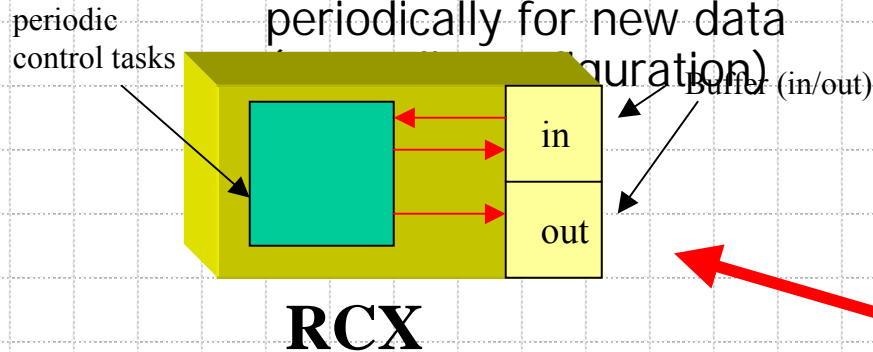 periodic
control tasks
periodically for new data
Buffer (in/out)
in
out
RCX